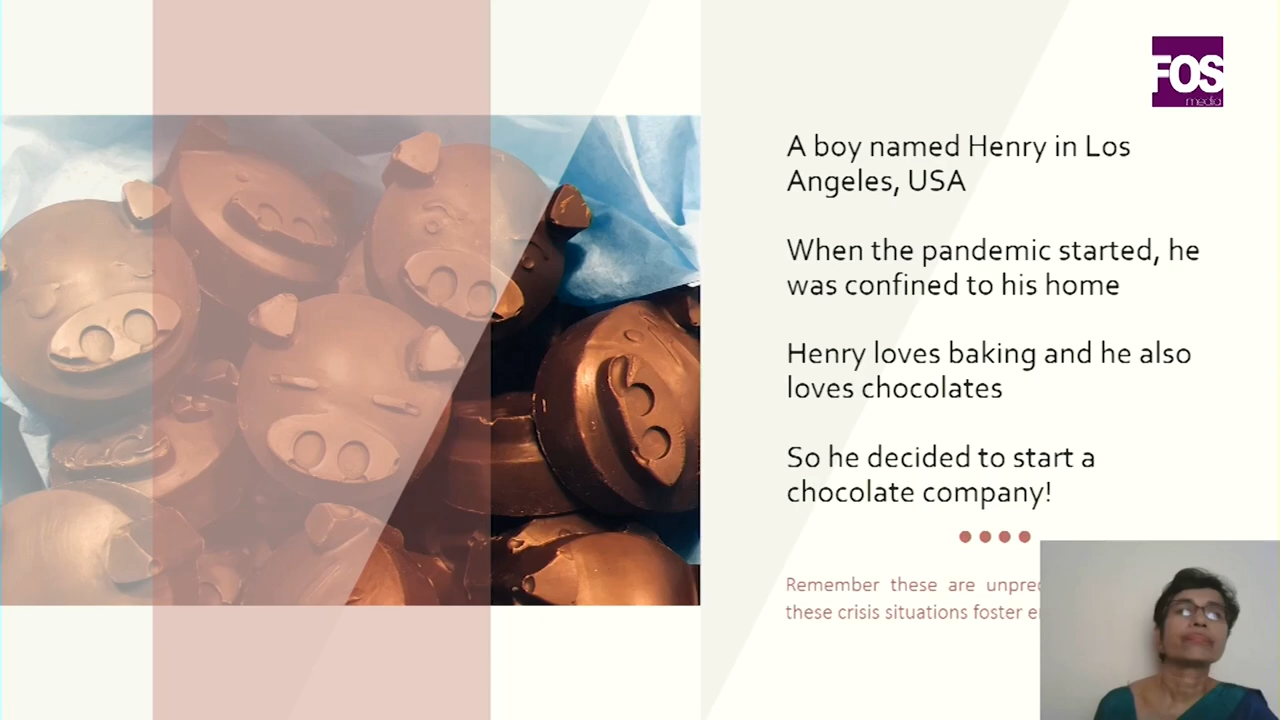 FOS
media
A boy named Henry in Los
Angeles, USA
When the pandemic started, he
was confined to his home
Henry loves baking and he also
loves chocolates
So he decided to start a
chocolate company!
Remember these are
these crisis situations foster